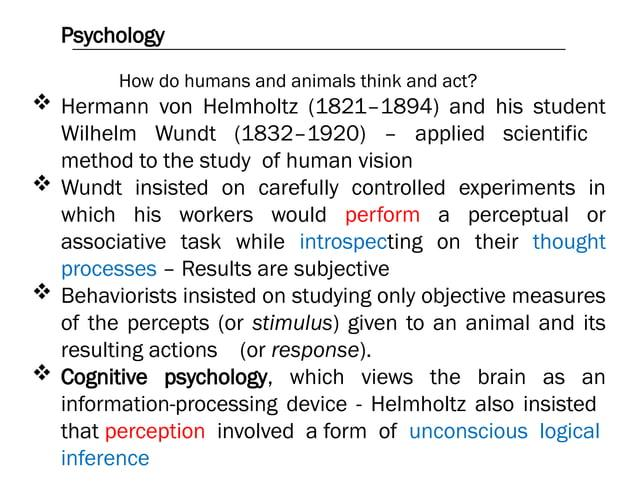 Psychology
How do humans and animals think and act?
❖ Hermann von Helmholtz (1821–1894) and his student
Wilhelm Wundt (1832–1920) – applied scientific
method to the study of human vision
❖ Wundt insisted on carefully controlled experiments in
which his workers would perform a perceptual or
associative task while introspecting on their thought
processes – Results are subjective
❖ Behaviorists insisted on studying only objective measures
of the percepts (or stimulus) given to an animal and its
resulting actions (or response).
❖ Cognitive psychology, which views the brain as an
information-processing device - Helmholtz also insisted
that perception involved a form of unconscious logical
inference